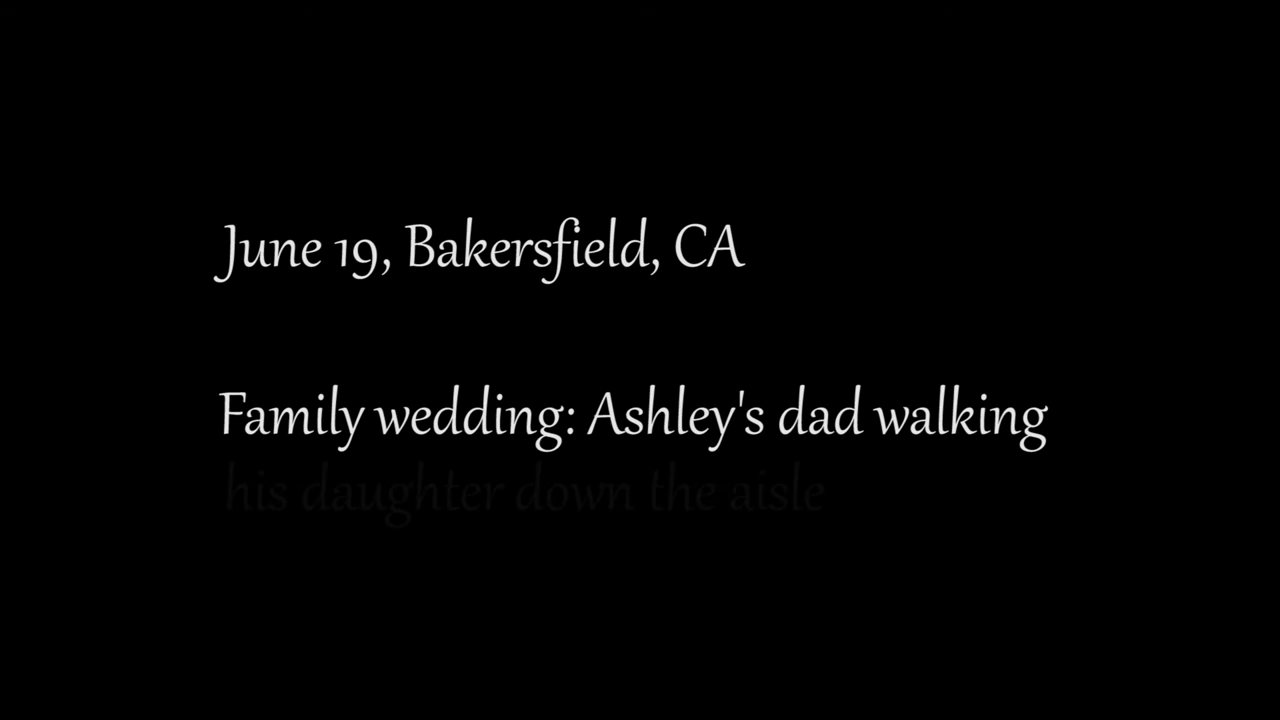 June 19, Bakersfield, CA
Family wedding: Ashley's dad walking
his daughter down the aisle